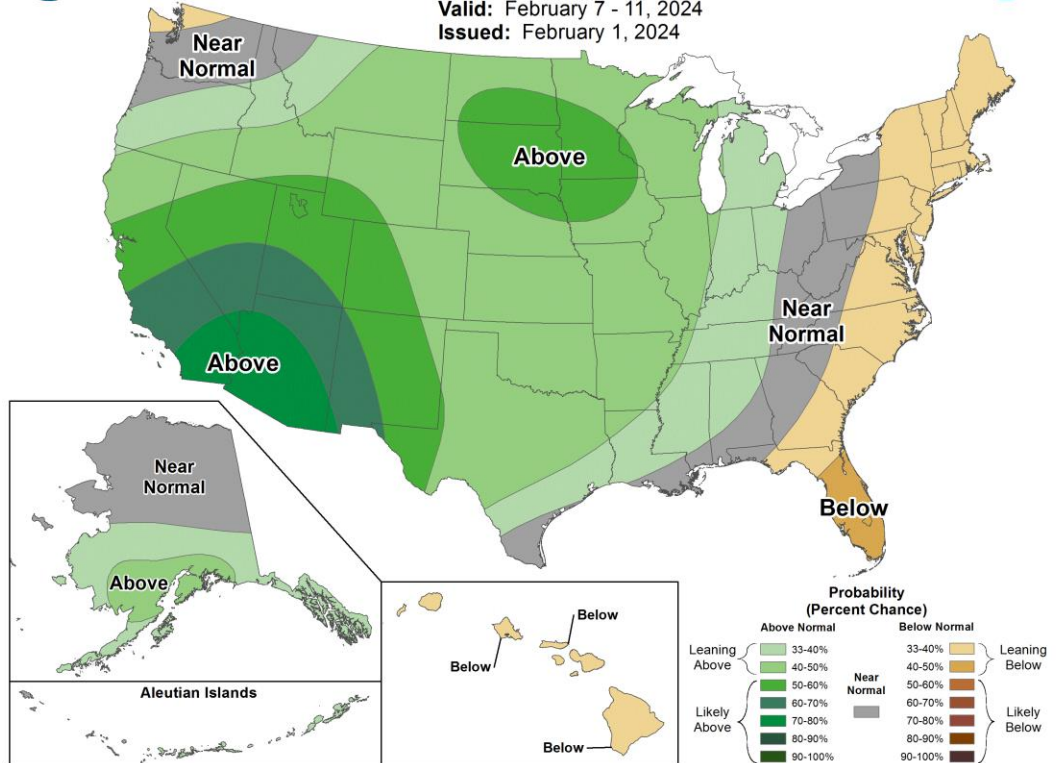 Valid: February 7 - 11, 2024
Issued: February 1, 2024
Near
Normal
Above
Near
Normal
Above
Below
Near
Normal
Above
Aleutian Islands
Below
Below
Below
Probability
(Percent Chance)
Above Normal
Below Normal
Leaning
Above
33-40%
40-50%
Likely
Above
50-60%
60-70%
70-80%
80-90%
90-100%
Near
Normal
33-40%
40-50%
Leaning
Below
50-60%
60-70%
70-80%
80-90%
90-100%
Likely
Below